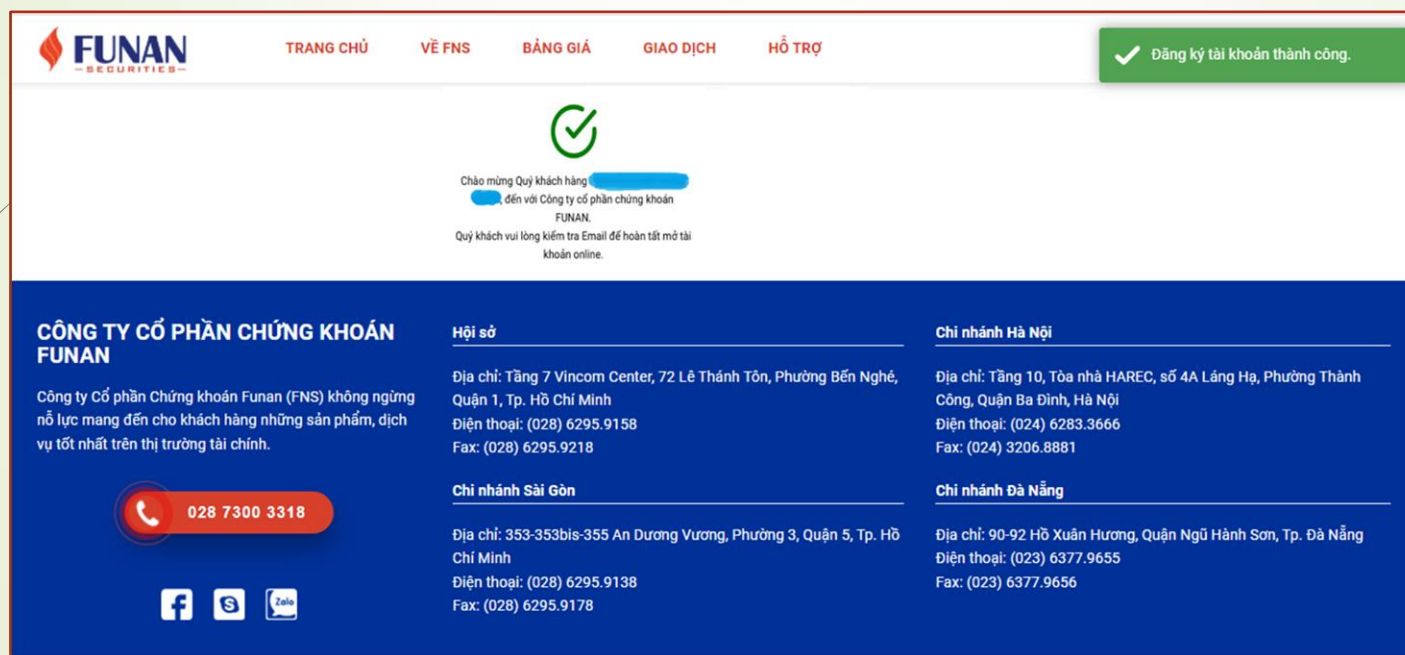 FUNAN
SECURITIES
TRANG CHỦ
VỀ FNS
BẢNG GIÁ
GIAO DỊCH
HỖ TRỢ
Đăng ký tài khoản thành công.
Chào mừng Quý khách hàng
đến với Công ty cổ phần chứng khoán
FUNAN.
Quý khách vui lòng kiểm tra Email để hoàn tất mở tài
khoản online.
CÔNG TY CỔ PHẦN CHỨNG KHOÁN
FUNAN
Công ty Cổ phần Chứng khoán Funan (FNS) không ngừng
nỗ lực mang đến cho khách hàng những sản phẩm, dịch
vụ tốt nhất trên thị trường tài chính.
028 7300 3318
Zalo
Hội sở
Địa chỉ: Tầng 7 Vincom Center, 72 Lê Thánh Tôn, Phường Bến Nghé,
Quận 1, Tp. Hồ Chí Minh
Điện thoại: (028) 6295.9158
Fax: (028) 6295.9218
Chi nhánh Sài Gòn
Địa chỉ: 353-353bis-355 An Dương Vương, Phường 3, Quận 5, Tp. Hồ
Chí Minh
Điện thoại: (028) 6295.9138
Fax: (028) 6295.9178
Chi nhánh Hà Nội
Địa chỉ: Tầng 10, Tòa nhà HAREC, số 4A Láng Hạ, Phường Thành
Công, Quận Ba Đình, Hà Nội
Điện thoại: (024) 6283.3666
Fax: (024) 3206.8881
Chi nhánh Đà Nẵng
Địa chỉ: 90-92 Hồ Xuân Hương, Quận Ngũ Hành Sơn, Tp. Đà Nẵng
Điện thoại: (023) 6377.9655
Fax: (023) 6377.9656